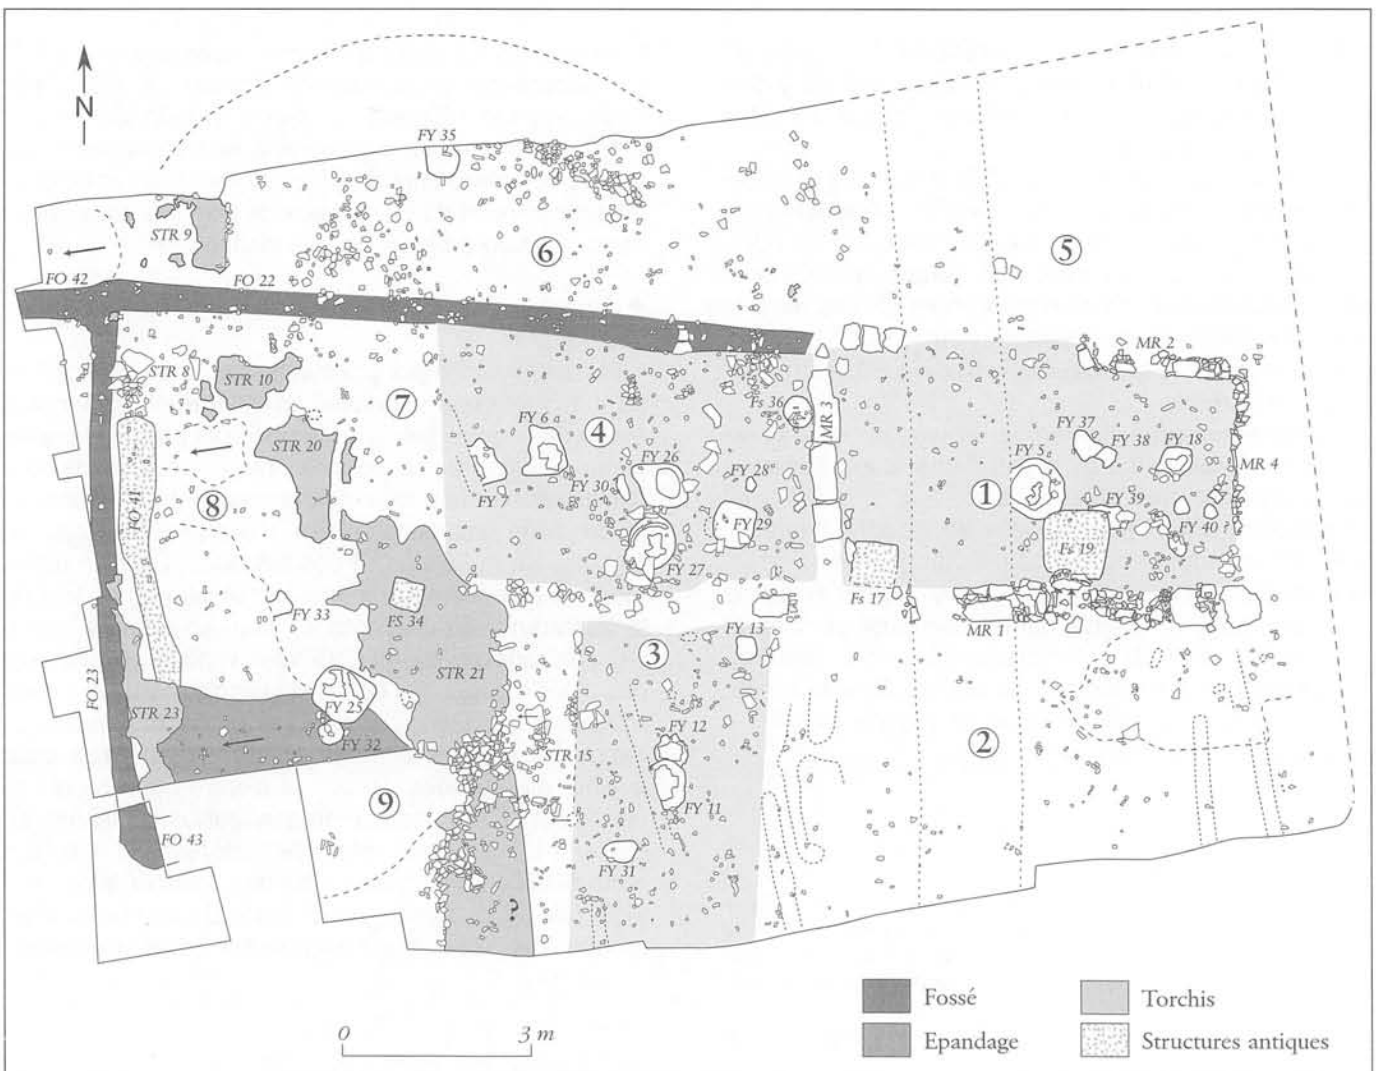 N
FY 35
STR 9
FO 42
FO 22
6
5
MR 2
STR 8
STR 10
7
Fs 36
MR 3
FY 6
4
FY 37
FY 38
FY 18
STR 20
FY 26
FY 5
MR 4
FY 7
FY 30
FY 28
1
FO 41
8
FY 29
FY 39
FY 40 ?
FY 27
Fs 19
Fs 17
FS 34
FY 33
MR 1
FY 13
3
FO 23
STR 21
STR 23
FY 25
FY 12
FY 32
STR 15
2
9
FY 11
FO 43
FY 31
?
Fossé
Torchis
Epandage
Structures antiques
0 3 m